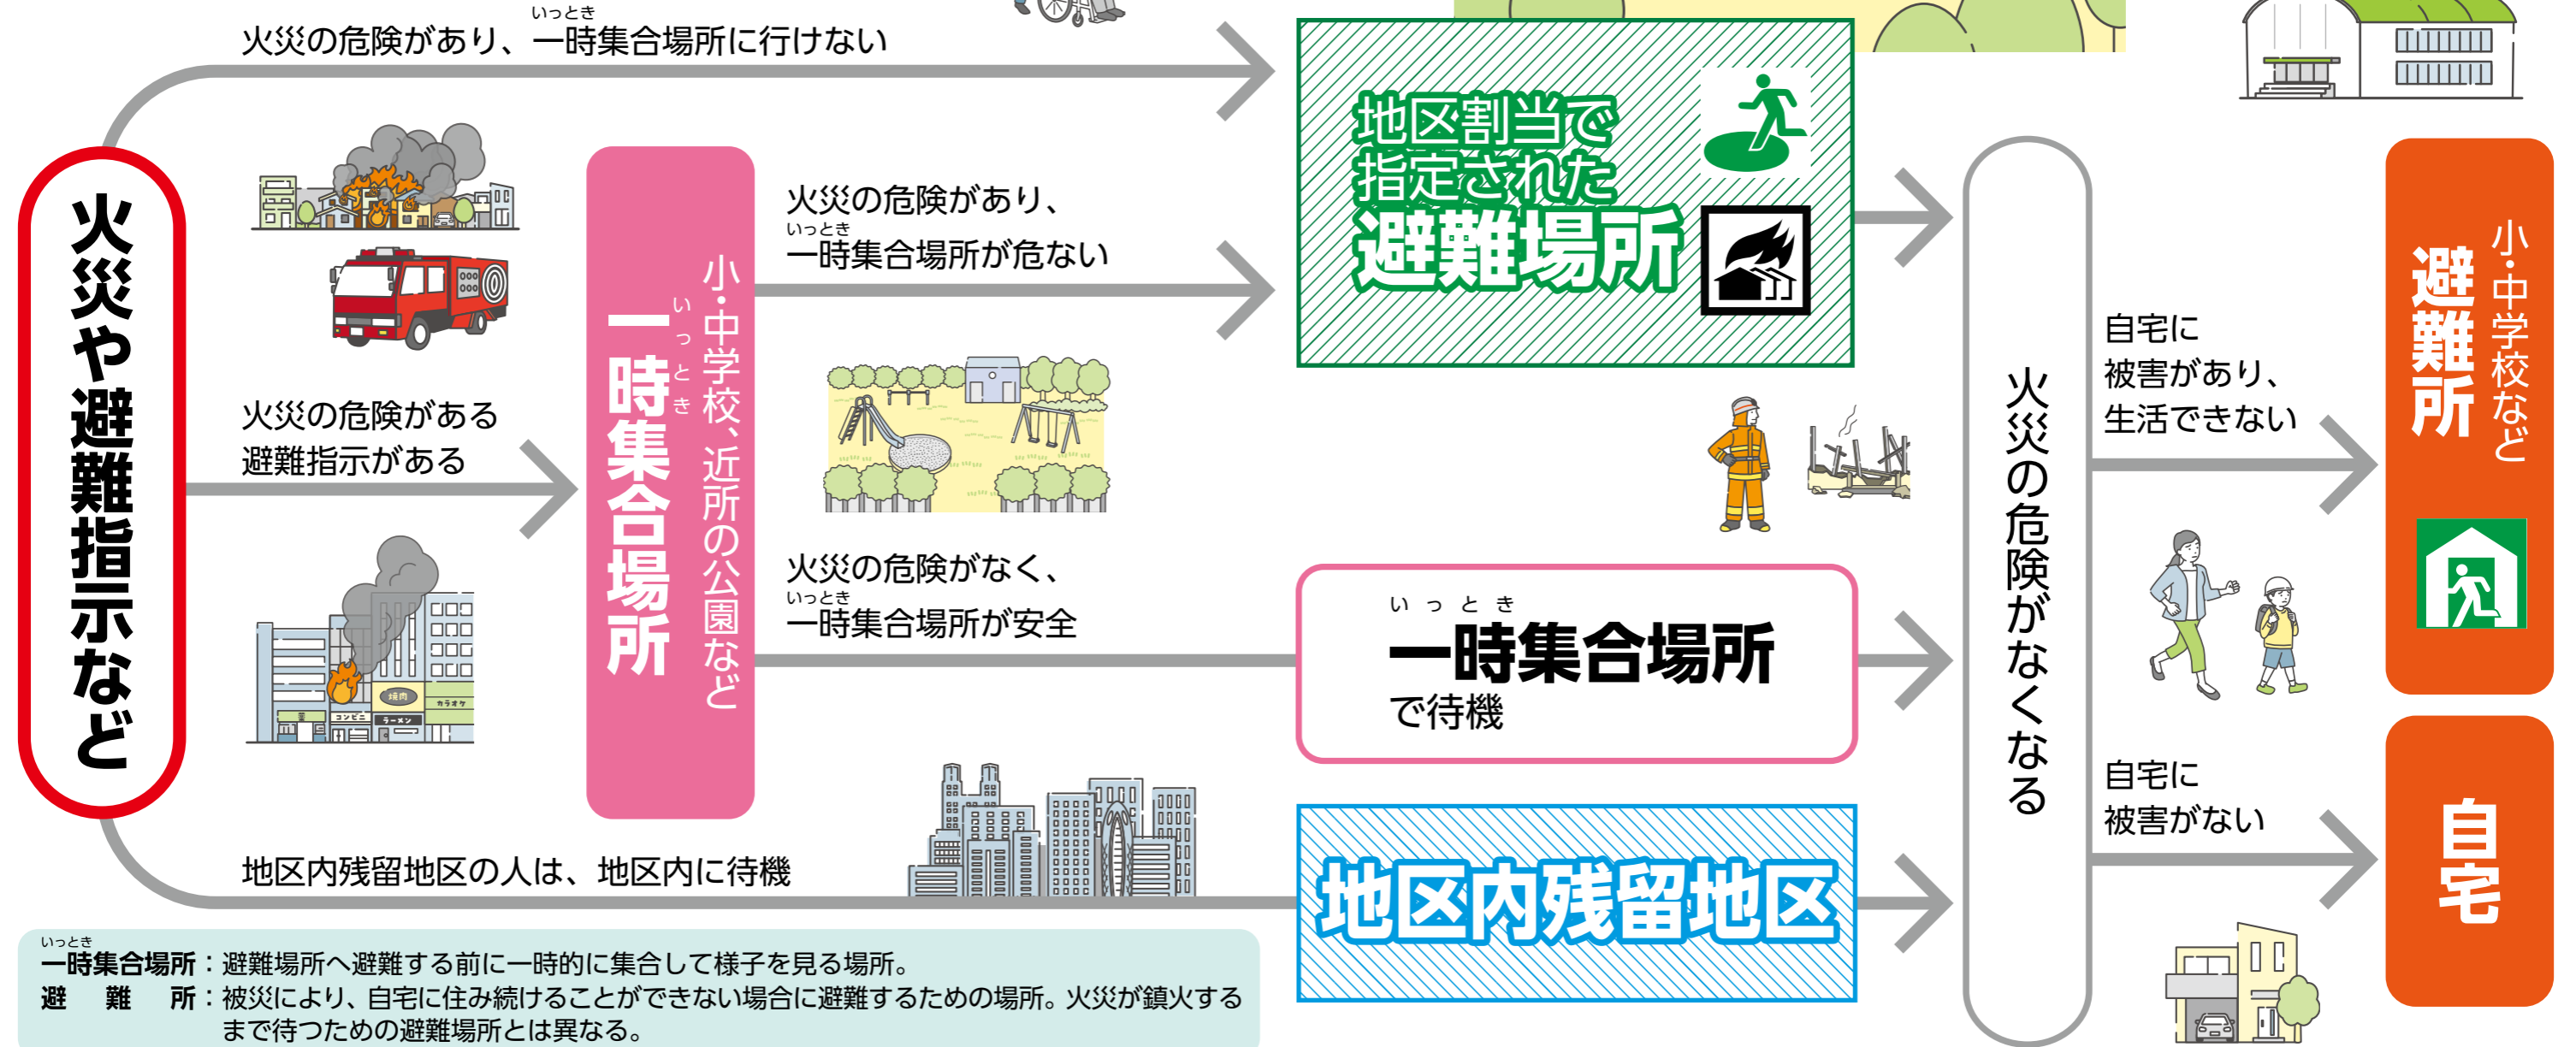 いっとき
火災の危険があり、一時集合場所に行けない
火災や避難指示など
火災の危険がある
避難指示がある
小・中学校、近所の公園など
いっとき
一時集合場所
火災の危険があり、
いっとき
一時集合場所が危ない
火災の危険がなく、
いっとき
一時集合場所が安全
地区割当で
指定された
避難場所
いっとき
一時集合場所
で待機
地区内残留地区の人は、地区内に待機
地区内残留地区
火災の危険がなくなる
自宅に
被害があり、
生活できない
小・中学校など
避難所
自宅に
被害がない
自宅
焼肉
カラオケ
コンビニ
ラーメン
いっとき
一時集合場所：避難場所へ避難する前に一時的に集合して様子を見る場所。
避難所：被災により、自宅に住み続けることができない場合に避難するための場所。火災が鎮火する
まで待つための避難場所とは異なる。